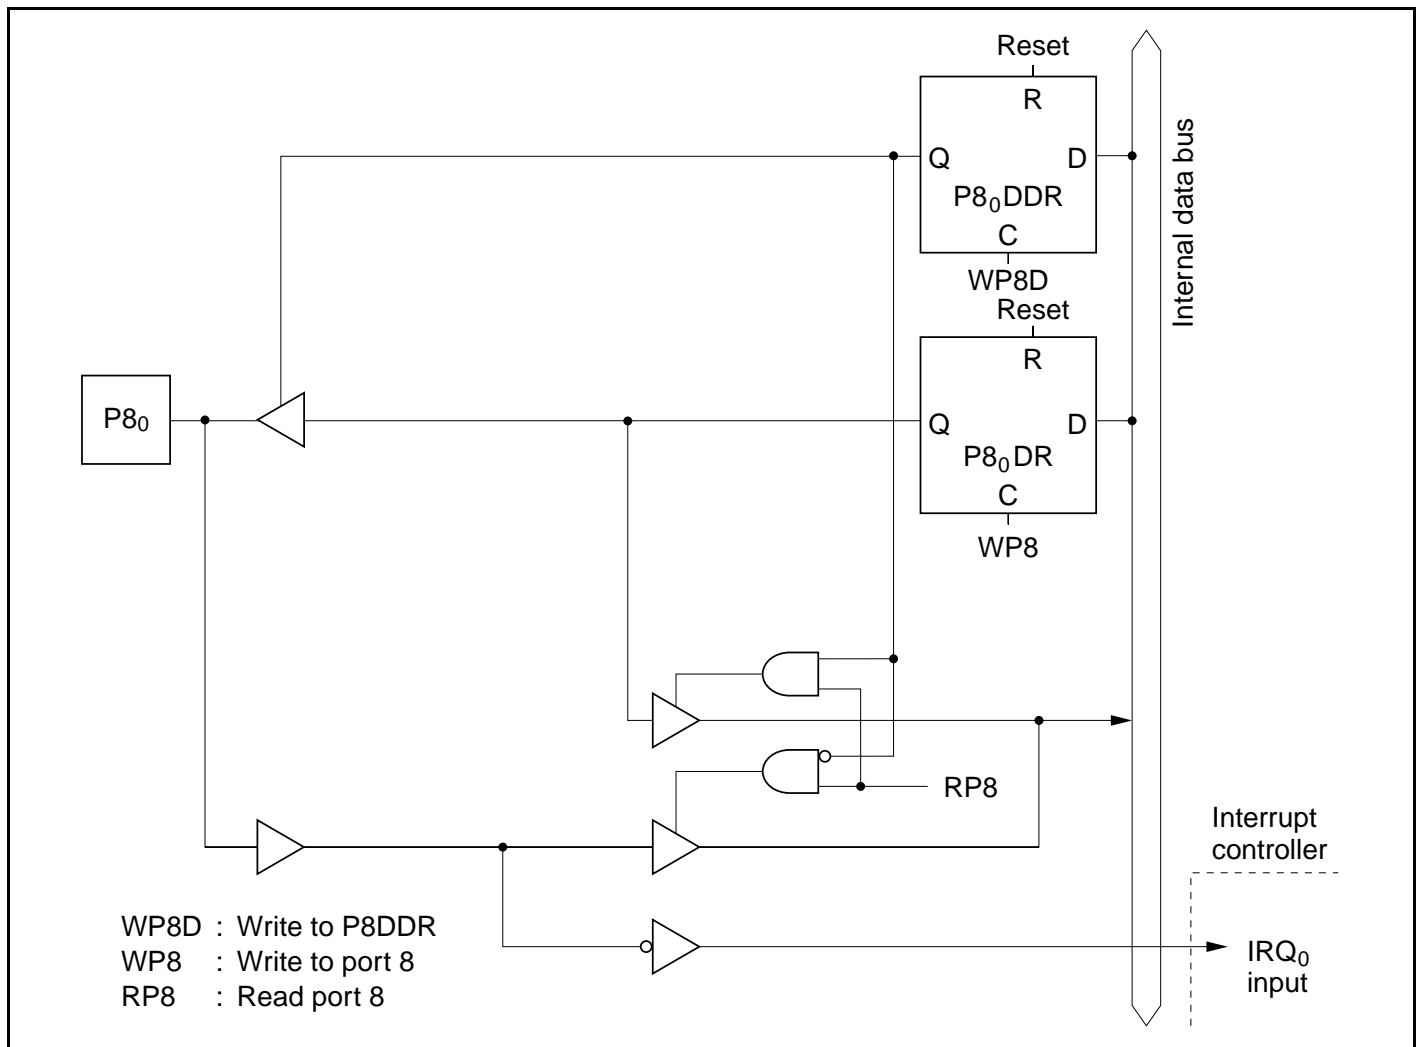 Reset
R
Q
D
P8₀DDR
C
WP8D
Reset
R
Q
D
P8₀DR
C
WP8
P8₀
Internal data bus
RP8
Interrupt
controller
IRQ₀
input
WP8D : Write to P8DDR
WP8 : Write to port 8
RP8 : Read port 8